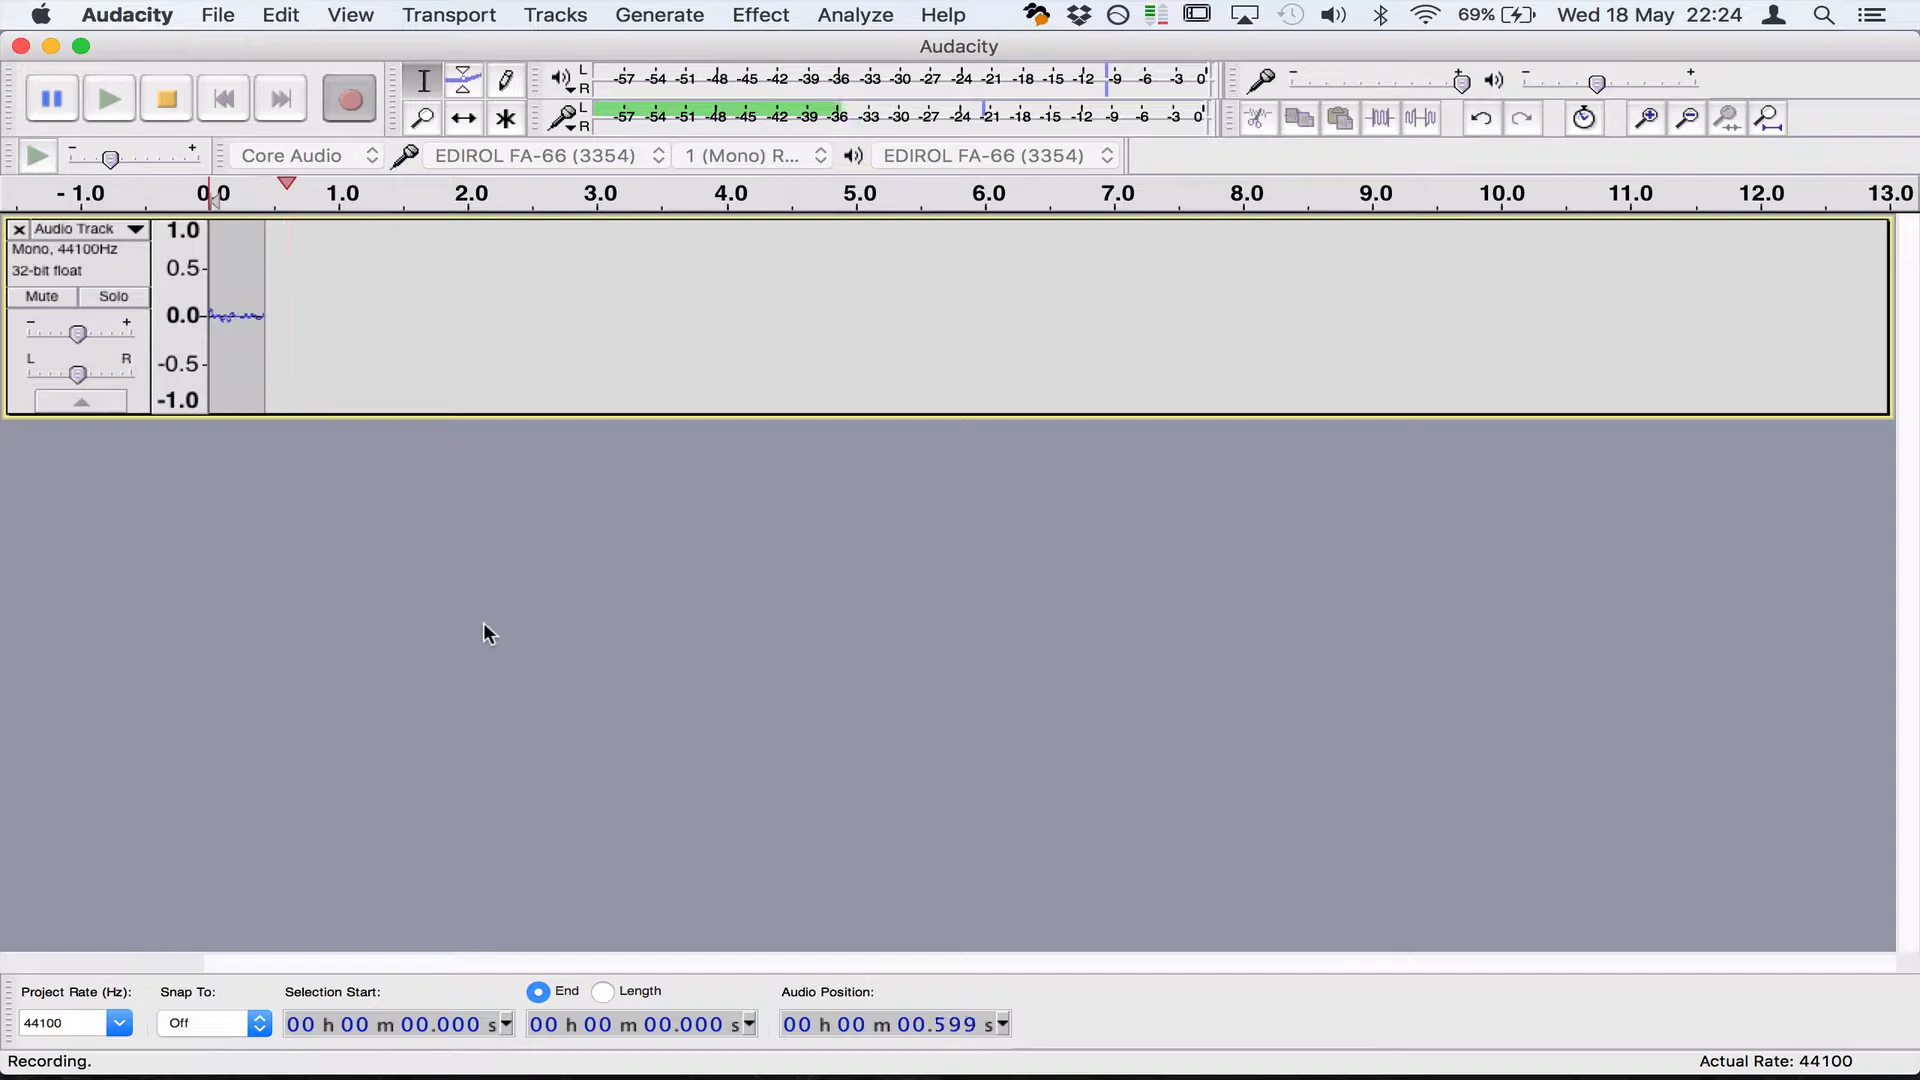 Audacity File Edit View Transport Tracks Generate Effect Analyze Help 69% Wed 18 May 22:24
Audacity
L R -57 -54 -51 -48 -45 -42 -39 -36 -33 -30 -27 -24 -21 -18 -15 -12 -9 -6 -3 0 - + - +
L R -57 -54 -51 -48 -45 -42 -39 -36 -33 -30 -27 -24 -21 -18 -15 -12 -9 -6 -3 0
- + Core Audio EDIROL FA-66 (3354) 1 (Mono) R... EDIROL FA-66 (3354)
- 1.0 0.0 1.0 2.0 3.0 4.0 5.0 6.0 7.0 8.0 9.0 10.0 11.0 12.0 13.0
Audio Track 1.0
Mono, 44100Hz
32-bit float 0.5
Mute Solo
- + 0.0
L R -0.5
-1.0
Project Rate (Hz): Snap To: Selection Start: End Length Audio Position:
44100 Off 00 h 00 m 00.000 s 00 h 00 m 00.000 s 00 h 00 m 00.599 s
Recording. Actual Rate: 44100